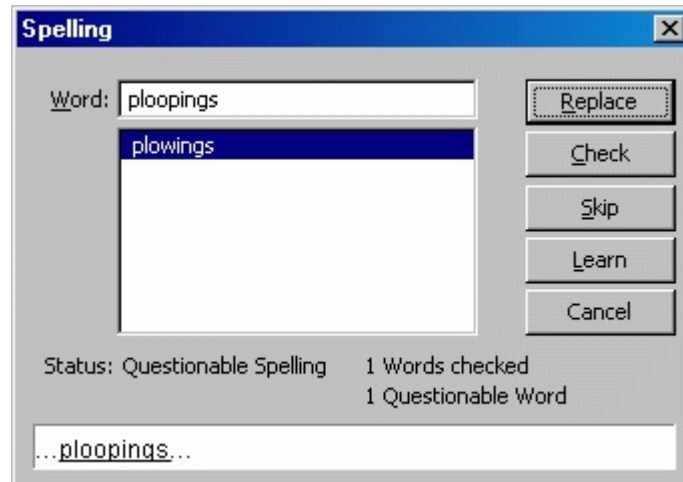 Spelling
Word: ploopings
Replace
plowings
Check
Skip
Learn
Cancel
Status: Questionable Spelling 1 Words checked
1 Questionable Word
...ploopings...